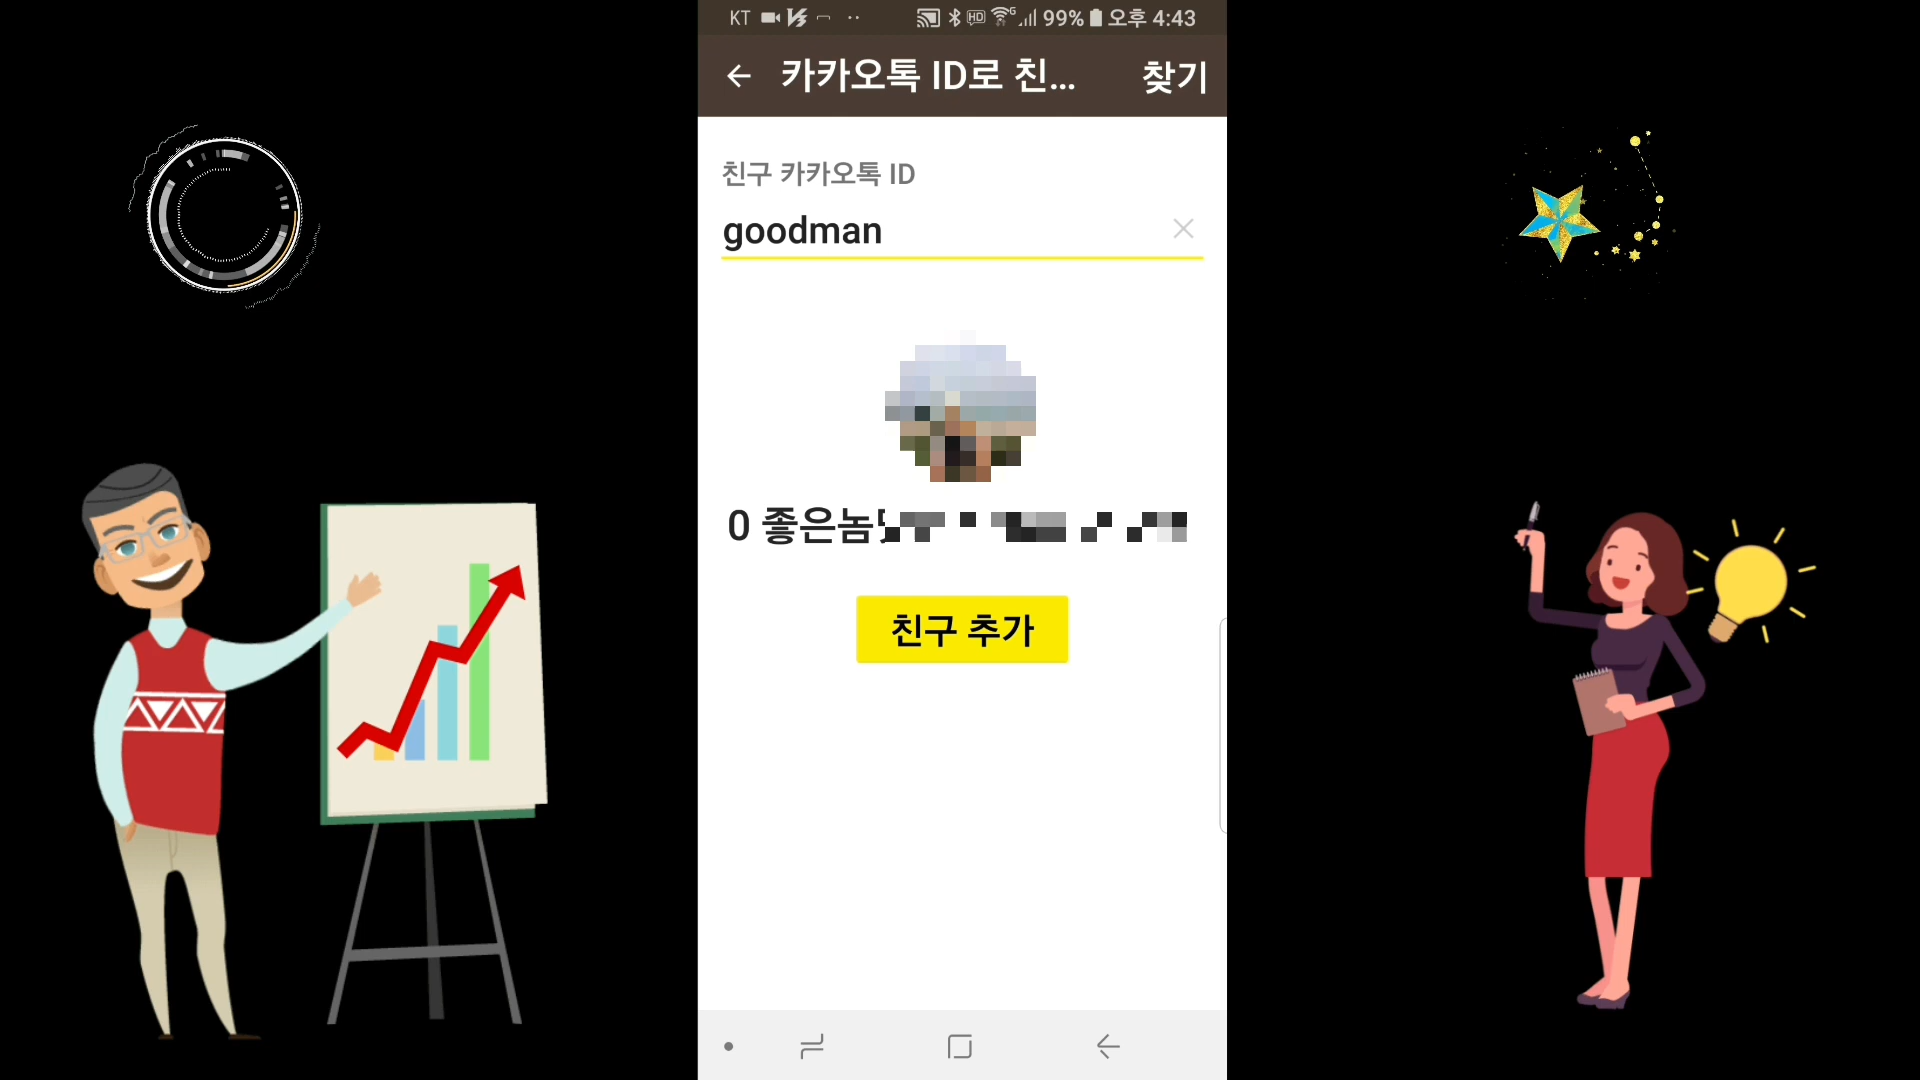 KT HD 99% 오후 4:43
카카오톡 ID로 친... 찾기
친구 카카오톡 ID
goodman
0 좋은놈
친구 추가